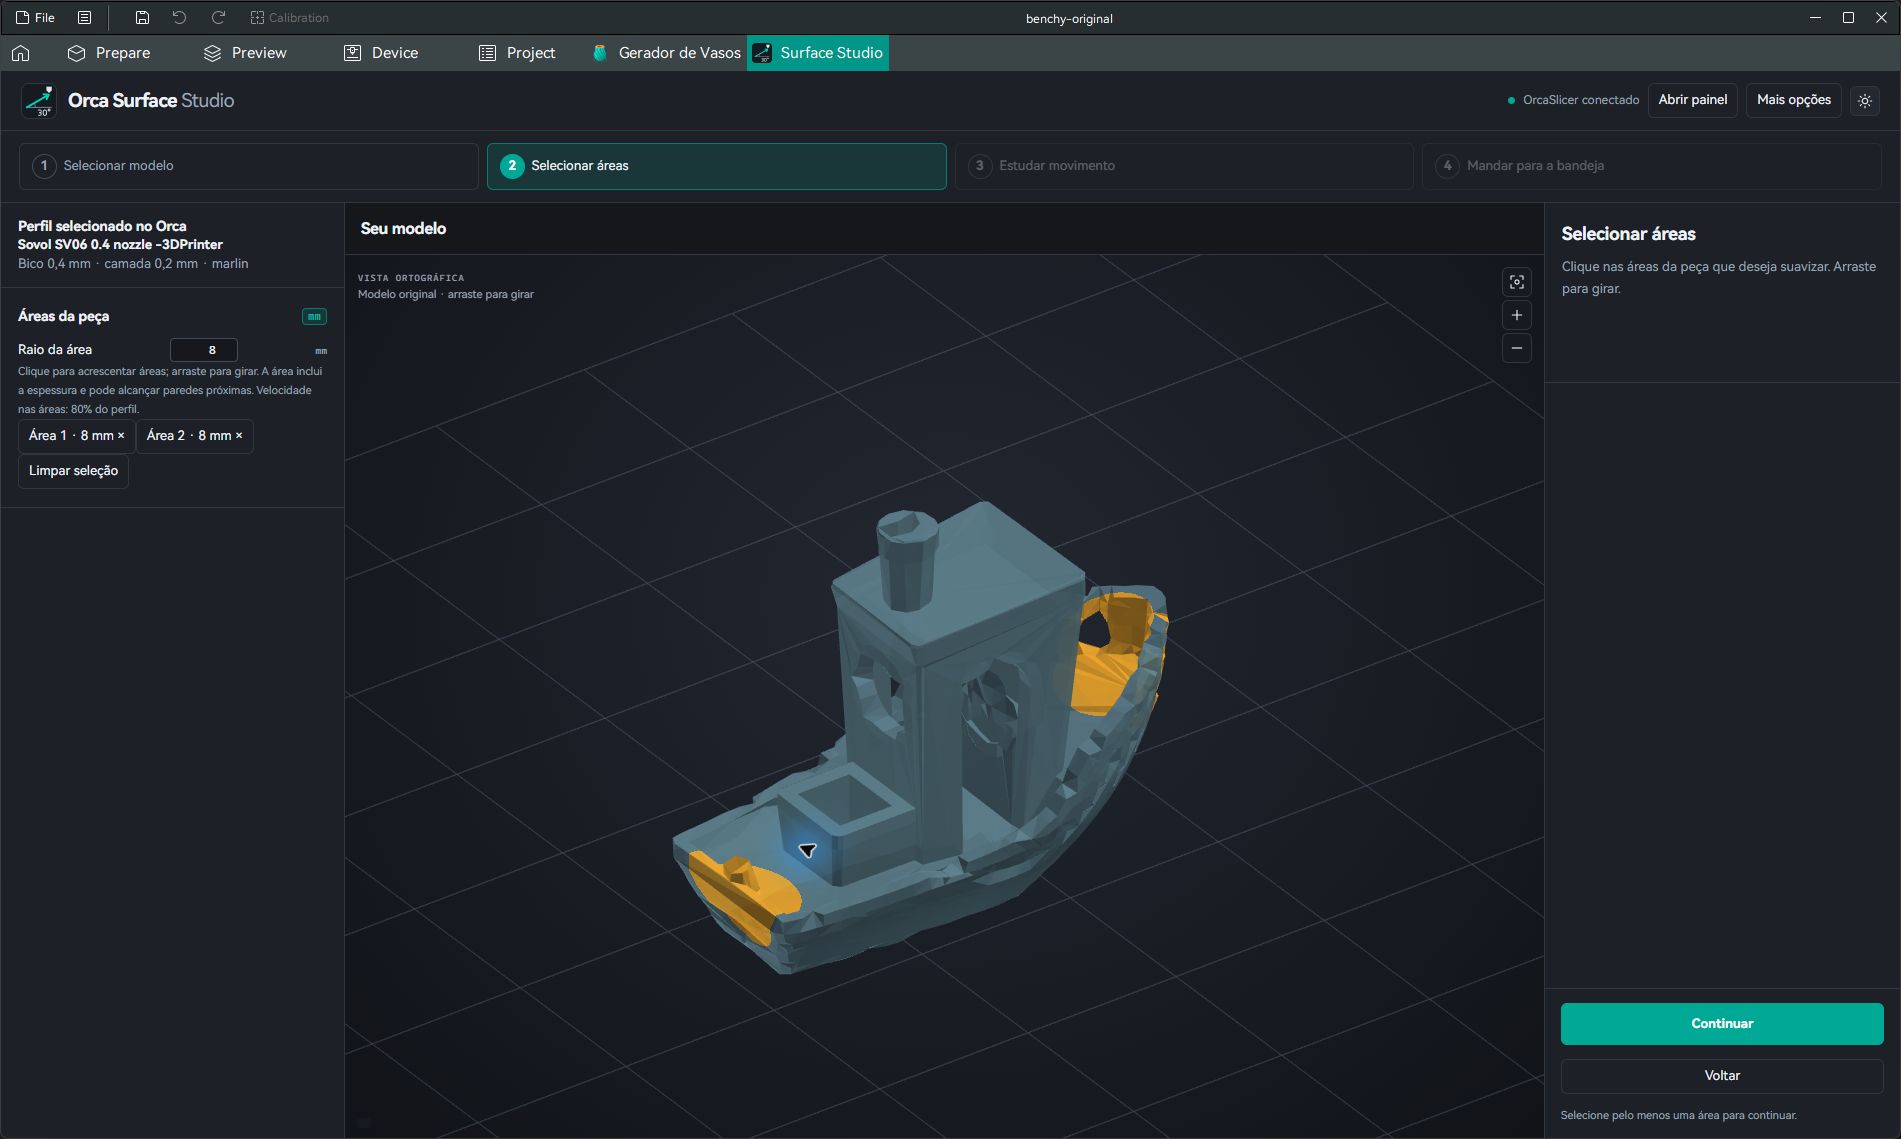 File
Calibration
benchy-original
Prepare
Preview
Device
Project
Gerador de Vasos
Surface Studio
30°
Orca Surface Studio
OrcaSlicer conectado
Abrir painel
Mais opções
1 Selecionar modelo
2 Selecionar áreas
3 Estudar movimento
4 Mandar para a bandeja
Perfil selecionado no Orca
Sovol SV06 0.4 nozzle -3DPrinter
Bico 0,4 mm · camada 0,2 mm · marlin
Áreas da peça
mm
Raio da área
8
mm
Clique para acrescentar áreas; arraste para girar. A área inclui
a espessura e pode alcançar paredes próximas. Velocidade
nas áreas: 80% do perfil.
Área 1 · 8 mm ×
Área 2 · 8 mm ×
Limpar seleção
Seu modelo
VISTA ORTOGRÁFICA
Modelo original · arraste para girar
Selecionar áreas
Clique nas áreas da peça que deseja suavizar. Arraste
para girar.
Continuar
Voltar
Selecione pelo menos uma área para continuar.